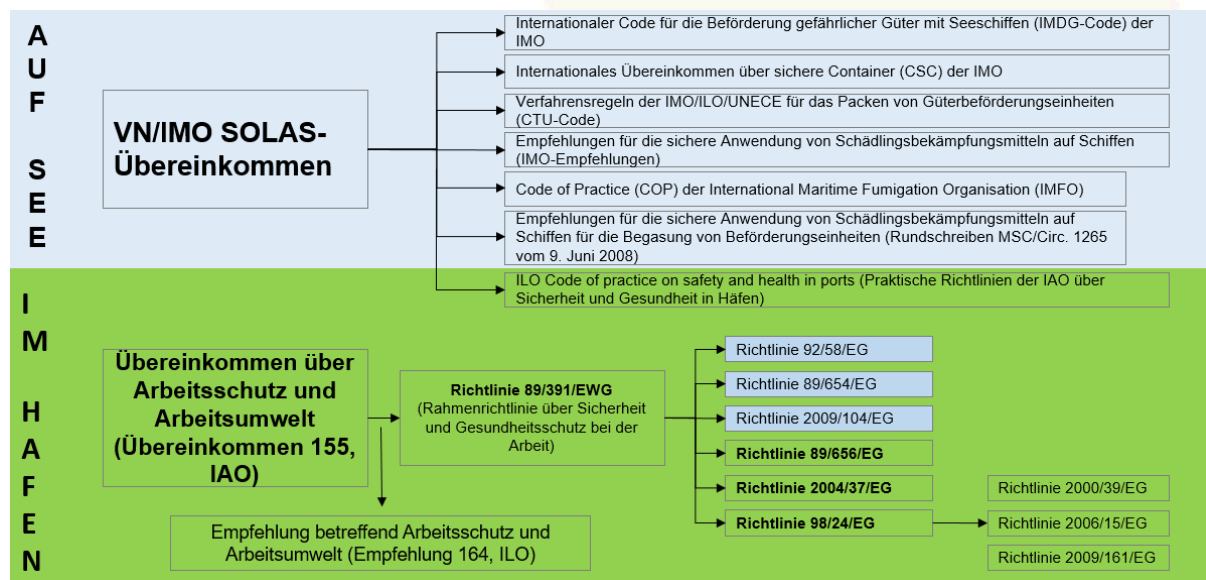 AUF SEE
Internationaler Code für die Beförderung gefährlicher Güter mit Seeschiffen (IMDG-Code) der
IMO
Internationales Übereinkommen über sichere Container (CSC) der IMO
Verfahrensregeln der IMO/ILO/UNECE für das Packen von Güterbeförderungseinheiten
(CTU-Code)
VN/IMO SOLAS-
Übereinkommen
Empfehlungen für die sichere Anwendung von Schädlingsbekämpfungsmitteln auf Schiffen
(IMO-Empfehlungen)
Code of Practice (COP) der International Maritime Fumigation Organisation (IMFO)
Empfehlungen für die sichere Anwendung von Schädlingsbekämpfungsmitteln auf
Schiffen für die Begasung von Beförderungseinheiten (Rundschreiben MSC/Circ. 1265
vom 9. Juni 2008)
ILO Code of practice on safety and health in ports (Praktische Richtlinien der IAO über
Sicherheit und Gesundheit in Häfen)
IM HAFEN
Übereinkommen über
Arbeitsschutz und
Arbeitsumwelt
(Übereinkommen 155,
IAO)
Richtlinie 89/391/EWG
(Rahmenrichtlinie über Sicherheit
und Gesundheitsschutz bei der
Arbeit)
Richtlinie 92/58/EG
Richtlinie 89/654/EG
Richtlinie 2009/104/EG
Richtlinie 89/656/EG
Richtlinie 2004/37/EG
Richtlinie 98/24/EG
Richtlinie 2000/39/EG
Richtlinie 2006/15/EG
Richtlinie 2009/161/EG
Empfehlung betreffend Arbeitsschutz und
Arbeitsumwelt (Empfehlung 164, ILO)